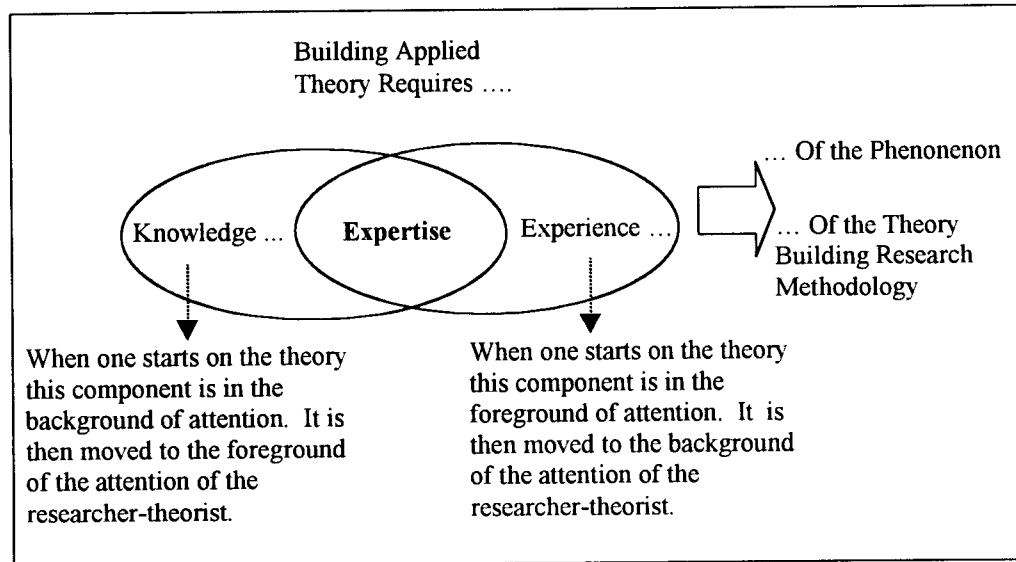 Building Applied
Theory Requires ....
Knowledge ...
Expertise
Experience ...
... Of the Phenonenon
... Of the Theory
Building Research
Methodology
When one starts on the theory
this component is in the
background of attention. It is
then moved to the foreground
of the attention of the
researcher-theorist.
When one starts on the theory
this component is in the
foreground of attention. It is
then moved to the background
of the attention of the
researcher-theorist.